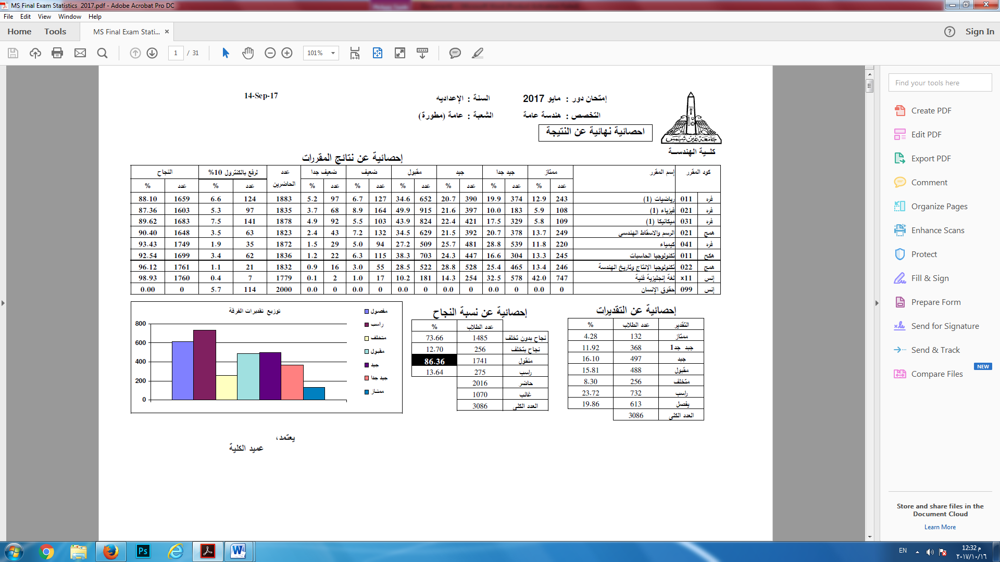 MS Final Exam Statistics 2017.pdf - Adobe Acrobat Pro DC
File Edit View Window Help
Home Tools MS Final Exam Stati... × Sign In
1 / 31 101%
Find your tools here
Create PDF
Edit PDF
Export PDF
Comment
Organize Pages
Enhance Scans
Protect
Fill & Sign
Prepare Form
Send for Signature
Send & Track
Compare Files NEW
Store and share files in the
Document Cloud
Learn More
جامعة عين شمس
كلـــية الهندســـة
إمتحان دور : مايو 2017 السنة : الإعداديه 14-Sep-17
التخصص : هندسة عامة الشعبة : عامة (مطورة)
احصائية نهائية عن النتيجة
إحصائية عن نتائج المقررات
كود المقرر إسم المقرر ممتاز جيد جدا جيد مقبول ضعيف ضعيف جدا عدد الحاضرين لرفع بالكنترول 10% النجاح
عدد % عدد % عدد % عدد % عدد % عدد % عدد % عدد %
فره 011 رياضيات (1) 243 12.9 374 19.9 390 20.7 652 34.6 127 6.7 97 5.2 1883 124 6.6 1659 88.10
فره 021 فيزياء (1) 108 5.9 183 10.0 397 21.6 915 49.9 164 8.9 68 3.7 1835 97 5.3 1603 87.36
فره 031 ميكانيكا (1) 109 5.8 329 17.5 421 22.4 824 43.9 103 5.5 92 4.9 1878 141 7.5 1683 89.62
همج 021 الرسم والاسقاط الهندسى 249 13.7 378 20.7 392 21.5 629 34.5 132 7.2 43 2.4 1823 63 3.5 1648 90.40
فره 041 كيمياء 220 11.8 539 28.8 481 25.7 509 27.2 94 5.0 29 1.5 1872 35 1.9 1749 93.43
هكح 011 تكنولوجيا الحاسبات 245 13.3 304 16.6 447 24.3 703 38.3 115 6.3 22 1.2 1836 62 3.4 1699 92.54
همج 022 تكنولوجيا الإنتاج وتاريخ الهندسة 246 13.4 465 25.4 528 28.8 522 28.5 55 3.0 16 0.9 1832 21 1.1 1761 96.12
إنس x11 لغة إنجليزية فنية 747 42.0 578 32.5 254 14.3 181 10.2 17 1.0 2 0.1 1779 7 0.4 1760 98.93
إنس 099 حقوق الإنسان 0 0.0 0 0.0 0 0.0 0 0.0 0 0.0 0 0.0 2000 114 5.7 0 0.00
إحصائية عن التقديرات
التقدير عدد الطلاب %
ممتاز 132 4.28
جيد جدا 368 11.92
جيد 497 16.10
مقبول 488 15.81
متخلف 256 8.30
راسب 732 23.72
يفصل 613 19.86
العدد الكلى 3086
إحصائية عن نسبة النجاح
عدد الطلاب %
نجاح بدون تخلف 1485 73.66
نجاح بتخلف 256 12.70
منقول 1741 86.36
راسب 275 13.64
حاضر 2016
غائب 1070
العدد الكلى 3086
توزيع تقديرات الفرقة
800
600
400
200
0
مفصول
راسب
متخلف
مقبول
جيد
جيد جدا
ممتاز
يعتمد،
عميد الكلية
Ps
EN
12:32 م
٢٠١٧/١٠/١٦